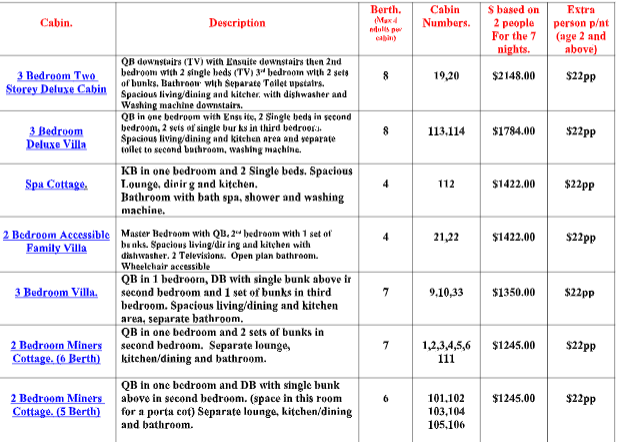 Cabin.
Description
Berth.
(Max 4
adults per
cabin)
Cabin
Numbers.
$ based on
2 people
For the 7
nights.
Extra
person p/nt
(age 2 and
above)
3 Bedroom Two
Storey Deluxe Cabin
QB downstairs (TV) with Ensuite downstairs then 2nd
bedroom with 2 single beds (TV) 3rd bedroom with 2 sets
of bunks. Bathroom with Separate Toilet upstairs.
Spacious living/dining and kitchen, with dishwasher and
Washing machine downstairs.
8
19,20
$2148.00
$22pp
3 Bedroom
Deluxe Villa
QB in one bedroom with Ensuite, 2 Single beds in second
bedroom, 2 sets of single bunks in third bedroom.
Spacious living/dining and kitchen area and separate
toilet to second bathroom, washing machine.
8
113,114
$1784.00
$22pp
Spa Cottage.
KB in one bedroom and 2 Single beds. Spacious
Lounge, dining and kitchen.
Bathroom with bath spa, shower and washing
machine.
4
112
$1422.00
$22pp
2 Bedroom Accessible
Family Villa
Master Bedroom with QB, 2nd bedroom with 1 set of
bunks. Spacious living/dining and kitchen with
dishwasher. 2 Televisions. Open plan bathroom.
Wheelchair accessible
4
21,22
$1422.00
$22pp
3 Bedroom Villa.
QB in 1 bedroom, DB with single bunk above in
second bedroom and 1 set of bunks in third
bedroom. Spacious living/dining and kitchen
area, separate bathroom.
7
9,10,33
$1350.00
$22pp
2 Bedroom Miners
Cottage. (6 Berth)
QB in one bedroom and 2 sets of bunks in
second bedroom. Separate lounge,
kitchen/dining and bathroom.
7
1,2,3,4,5,6
111
$1245.00
$22pp
2 Bedroom Miners
Cottage. (5 Berth)
QB in one bedroom and DB with single bunk
above in second bedroom. (space in this room
for a porta cot) Separate lounge, kitchen/dining
and bathroom.
6
101,102
103,104
105,106
$1245.00
$22pp